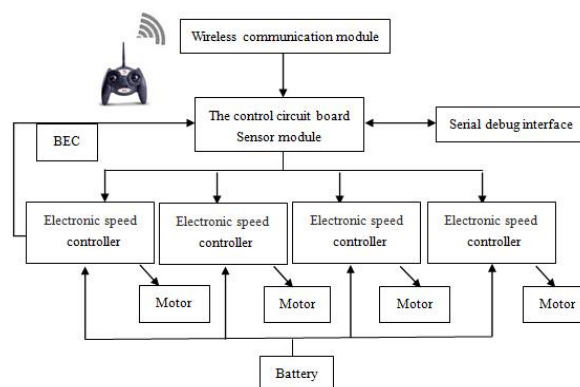 Wireless communication module
The control circuit board
Sensor module
Serial debug interface
BEC
Electronic speed
controller
Electronic speed
controller
Electronic speed
controller
Electronic speed
controller
Motor
Motor
Motor
Motor
Battery